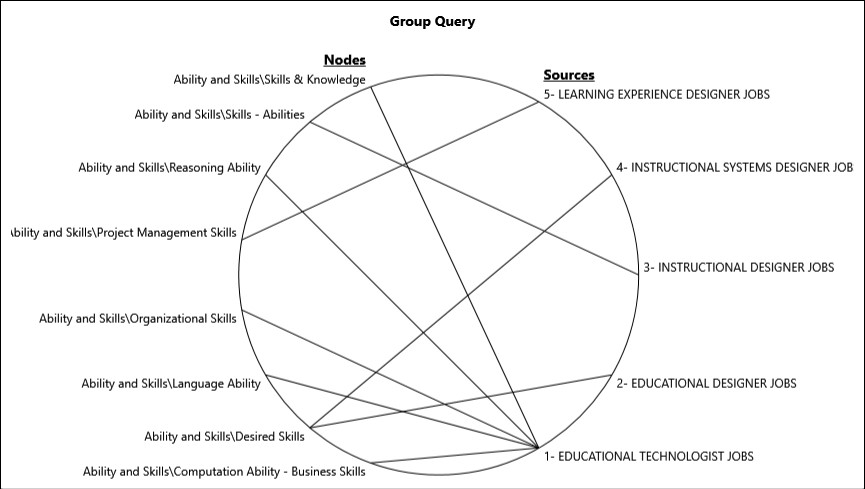 Group Query
Nodes
Ability and Skills\Skills & Knowledge
Ability and Skills\Skills - Abilities
Ability and Skills\Reasoning Ability
bility and Skills\Project Management Skills
Ability and Skills\Organizational Skills
Ability and Skills\Language Ability
Ability and Skills\Desired Skills
Ability and Skills\Computation Ability - Business Skills
Sources
5- LEARNING EXPERIENCE DESIGNER JOBS
4- INSTRUCTIONAL SYSTEMS DESIGNER JOB
3- INSTRUCTIONAL DESIGNER JOBS
2- EDUCATIONAL DESIGNER JOBS
1- EDUCATIONAL TECHNOLOGIST JOBS